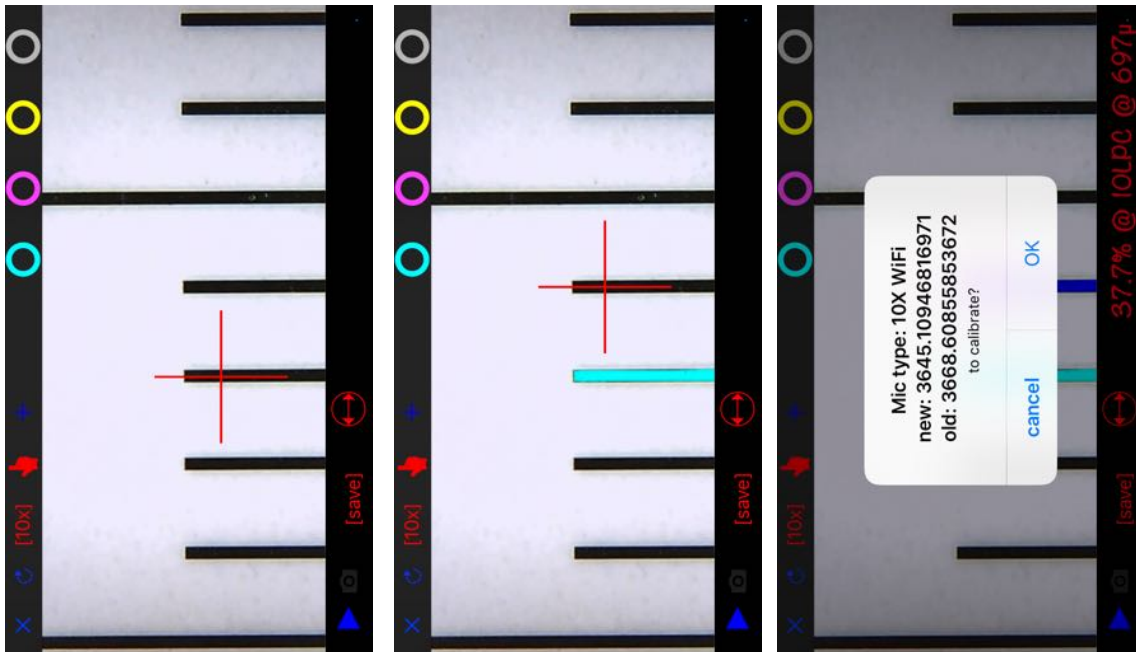 [10x]
[save]
[10x]
[save]
[10x]
Mic type: 10X WiFi
new: 3645.10946816971
old: 3668.60855853672
to calibrate?
cancel
OK
[save]
37.7% @ 10LPC @ 697µ.